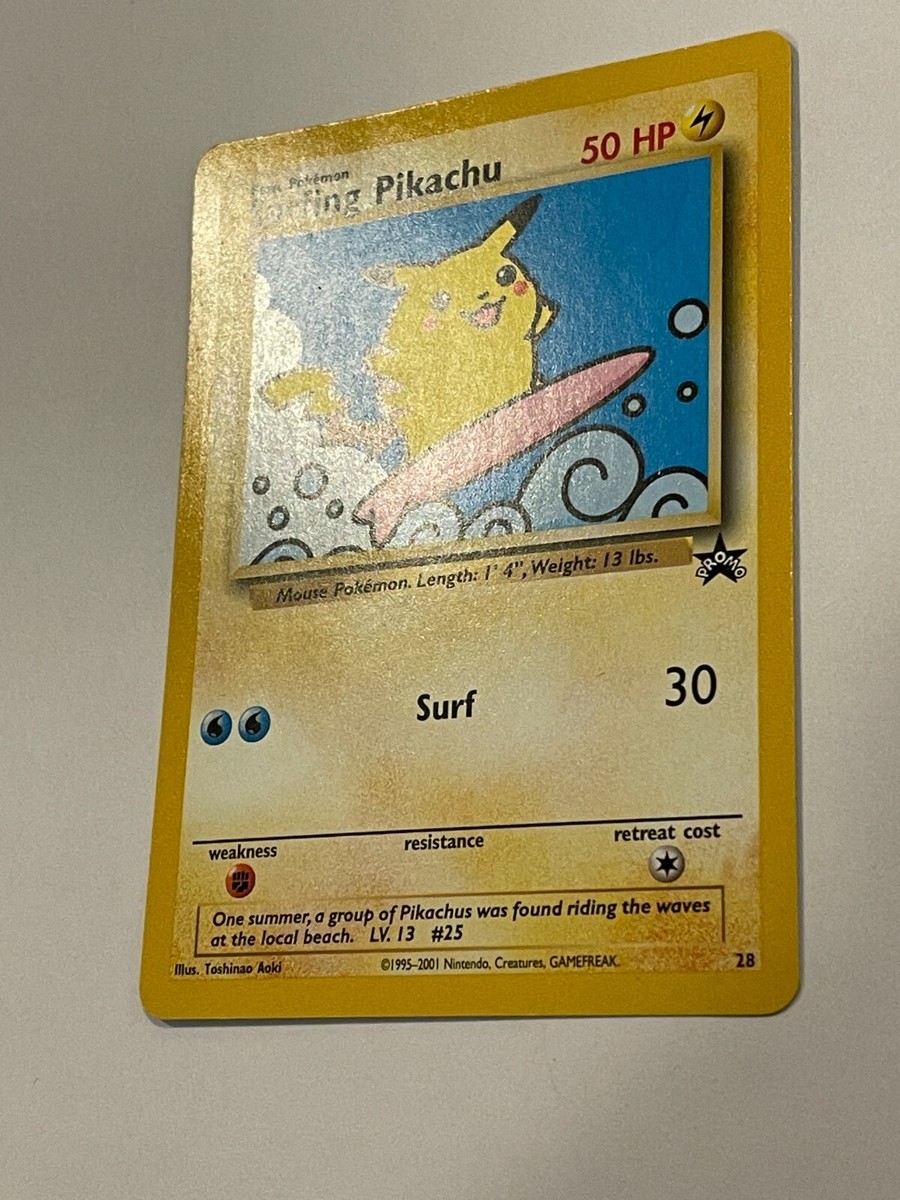 Basic Pokémon
Surfing Pikachu
50 HP
Mouse Pokémon. Length: 1' 4", Weight: 13 lbs.
PROMO
Surf
30
weakness
resistance
retreat cost
One summer, a group of Pikachus was found riding the waves
at the local beach. LV. 13 #25
Illus. Toshinao Aoki
©1995–2001 Nintendo, Creatures, GAMEFREAK.
28